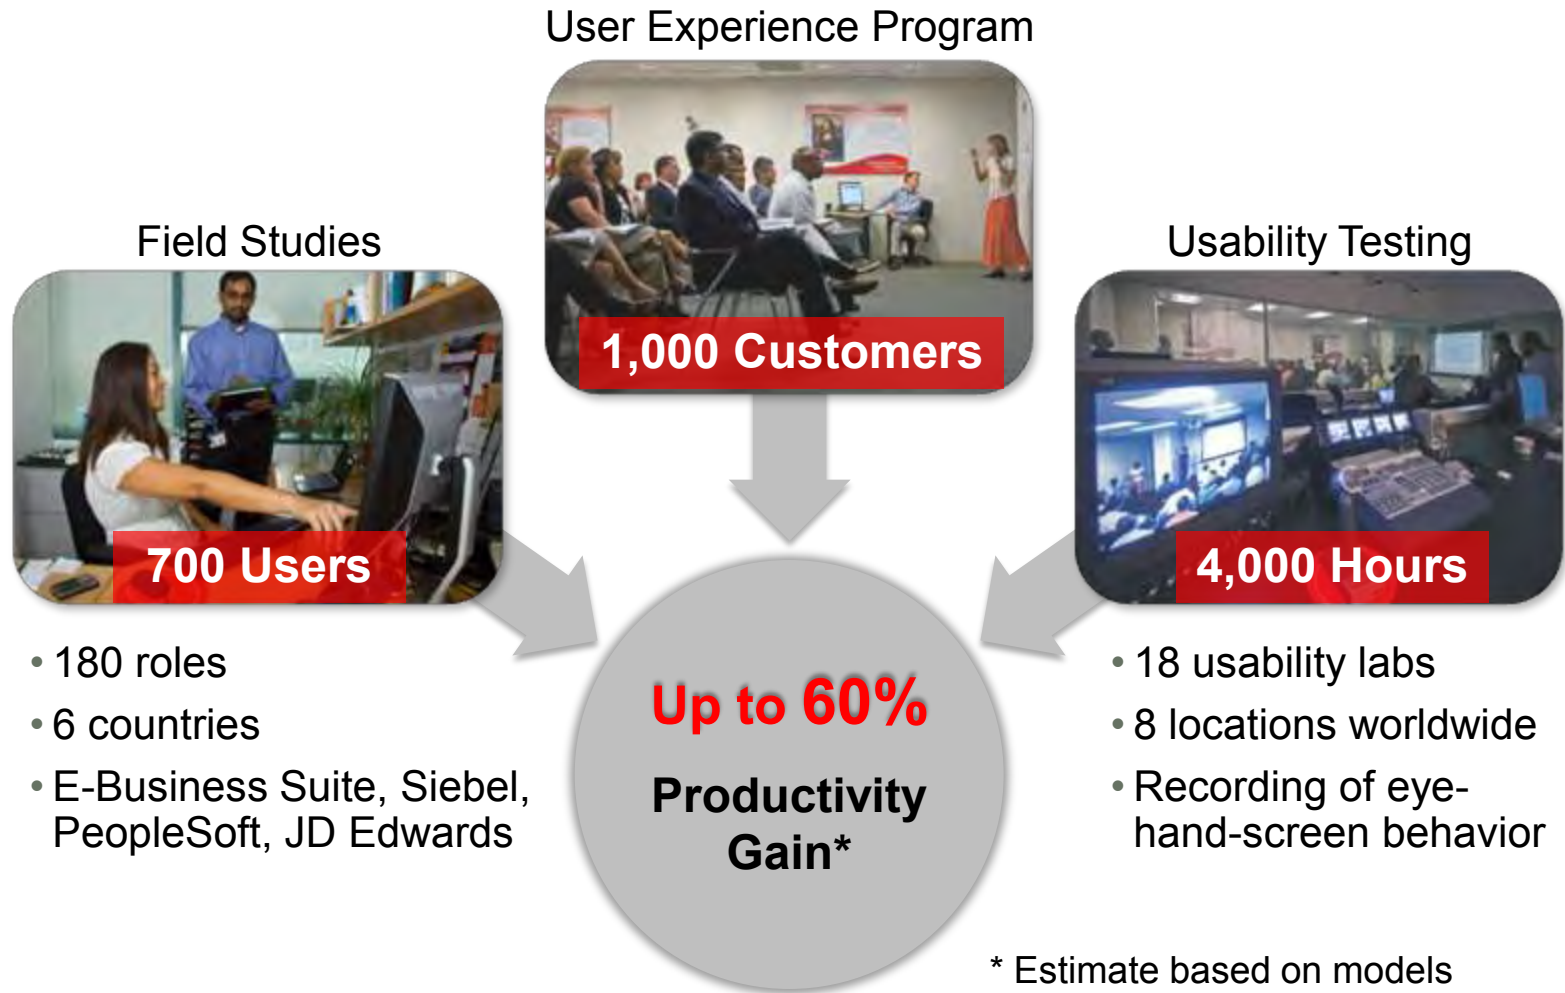 User Experience Program
1,000 Customers
Field Studies
700 Users
• 180 roles
• 6 countries
• E-Business Suite, Siebel,
PeopleSoft, JD Edwards
Usability Testing
4,000 Hours
• 18 usability labs
• 8 locations worldwide
• Recording of eye-
hand-screen behavior
Up to 60%
Productivity
Gain*
* Estimate based on models